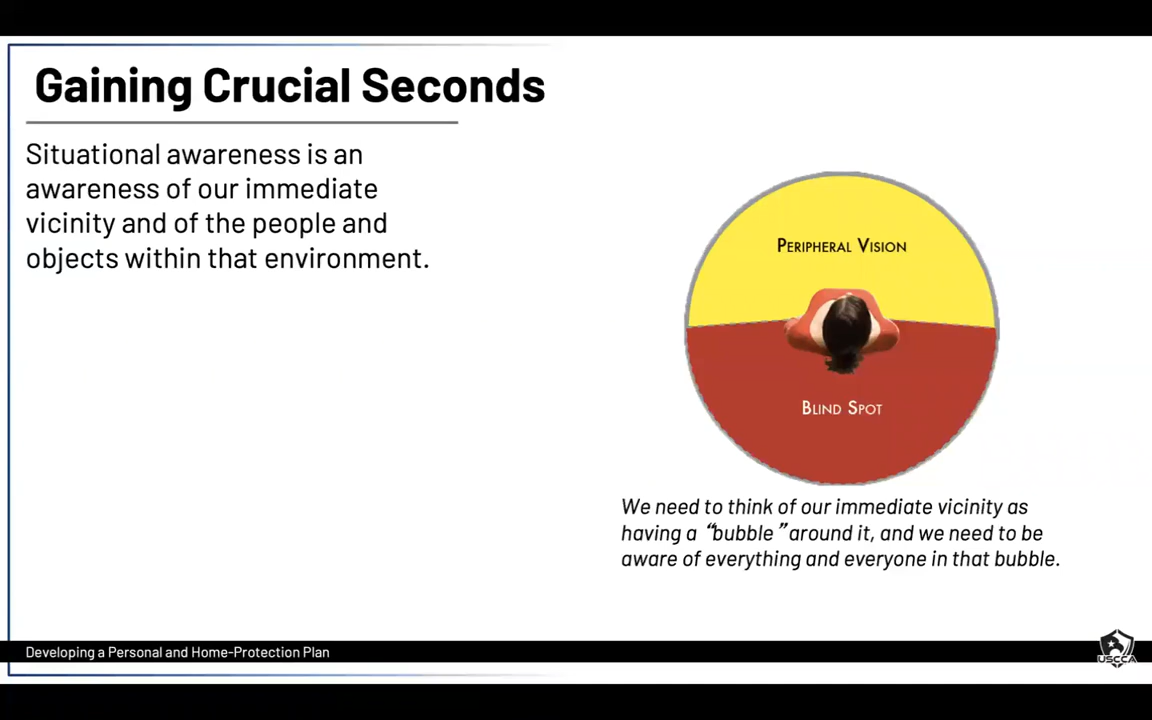 Gaining Crucial Seconds
Situational awareness is an
awareness of our immediate
vicinity and of the people and
objects within that environment.
PERIPHERAL VISION
BLIND SPOT
We need to think of our immediate vicinity as
having a “bubble” around it, and we need to be
aware of everything and everyone in that bubble.
Developing a Personal and Home-Protection Plan
USCCA